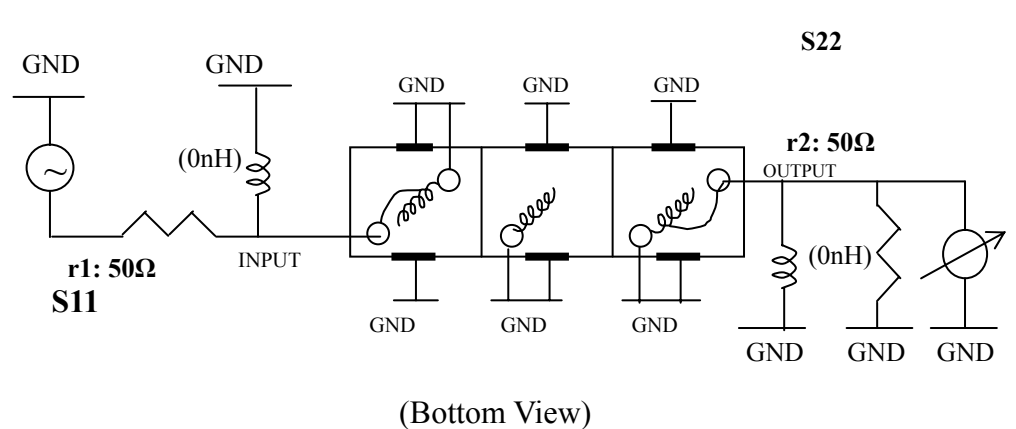 S22
GND
GND
GND
GND
GND
(0nH)
r2: 50Ω
OUTPUT
INPUT
r1: 50Ω
S11
(0nH)
GND
GND
GND
GND
GND
GND
(Bottom View)